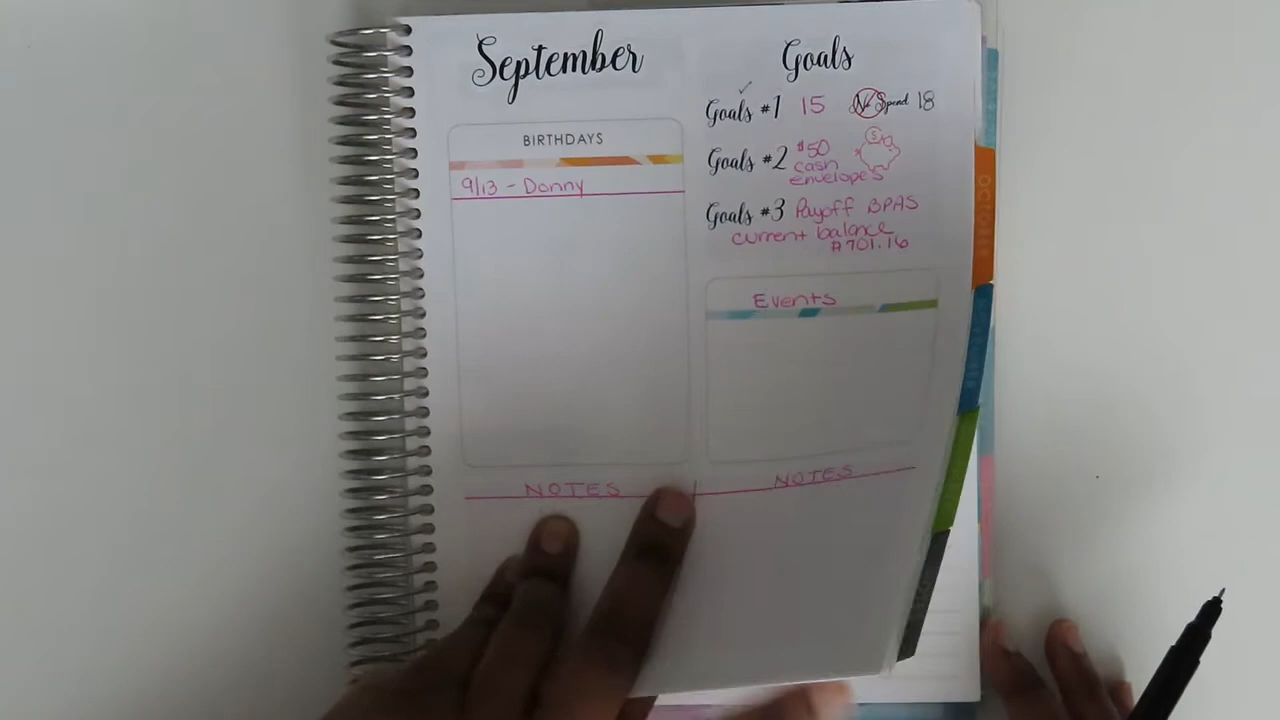 September
BIRTHDAYS
9/13 - Donny
NOTES
Goals
Goals #1 15 No Spend 18
Goals #2 $50
cash
envelopes
Goals #3 Payoff BPAS
current balance
$701.16
Events
NOTES
OCTOBER